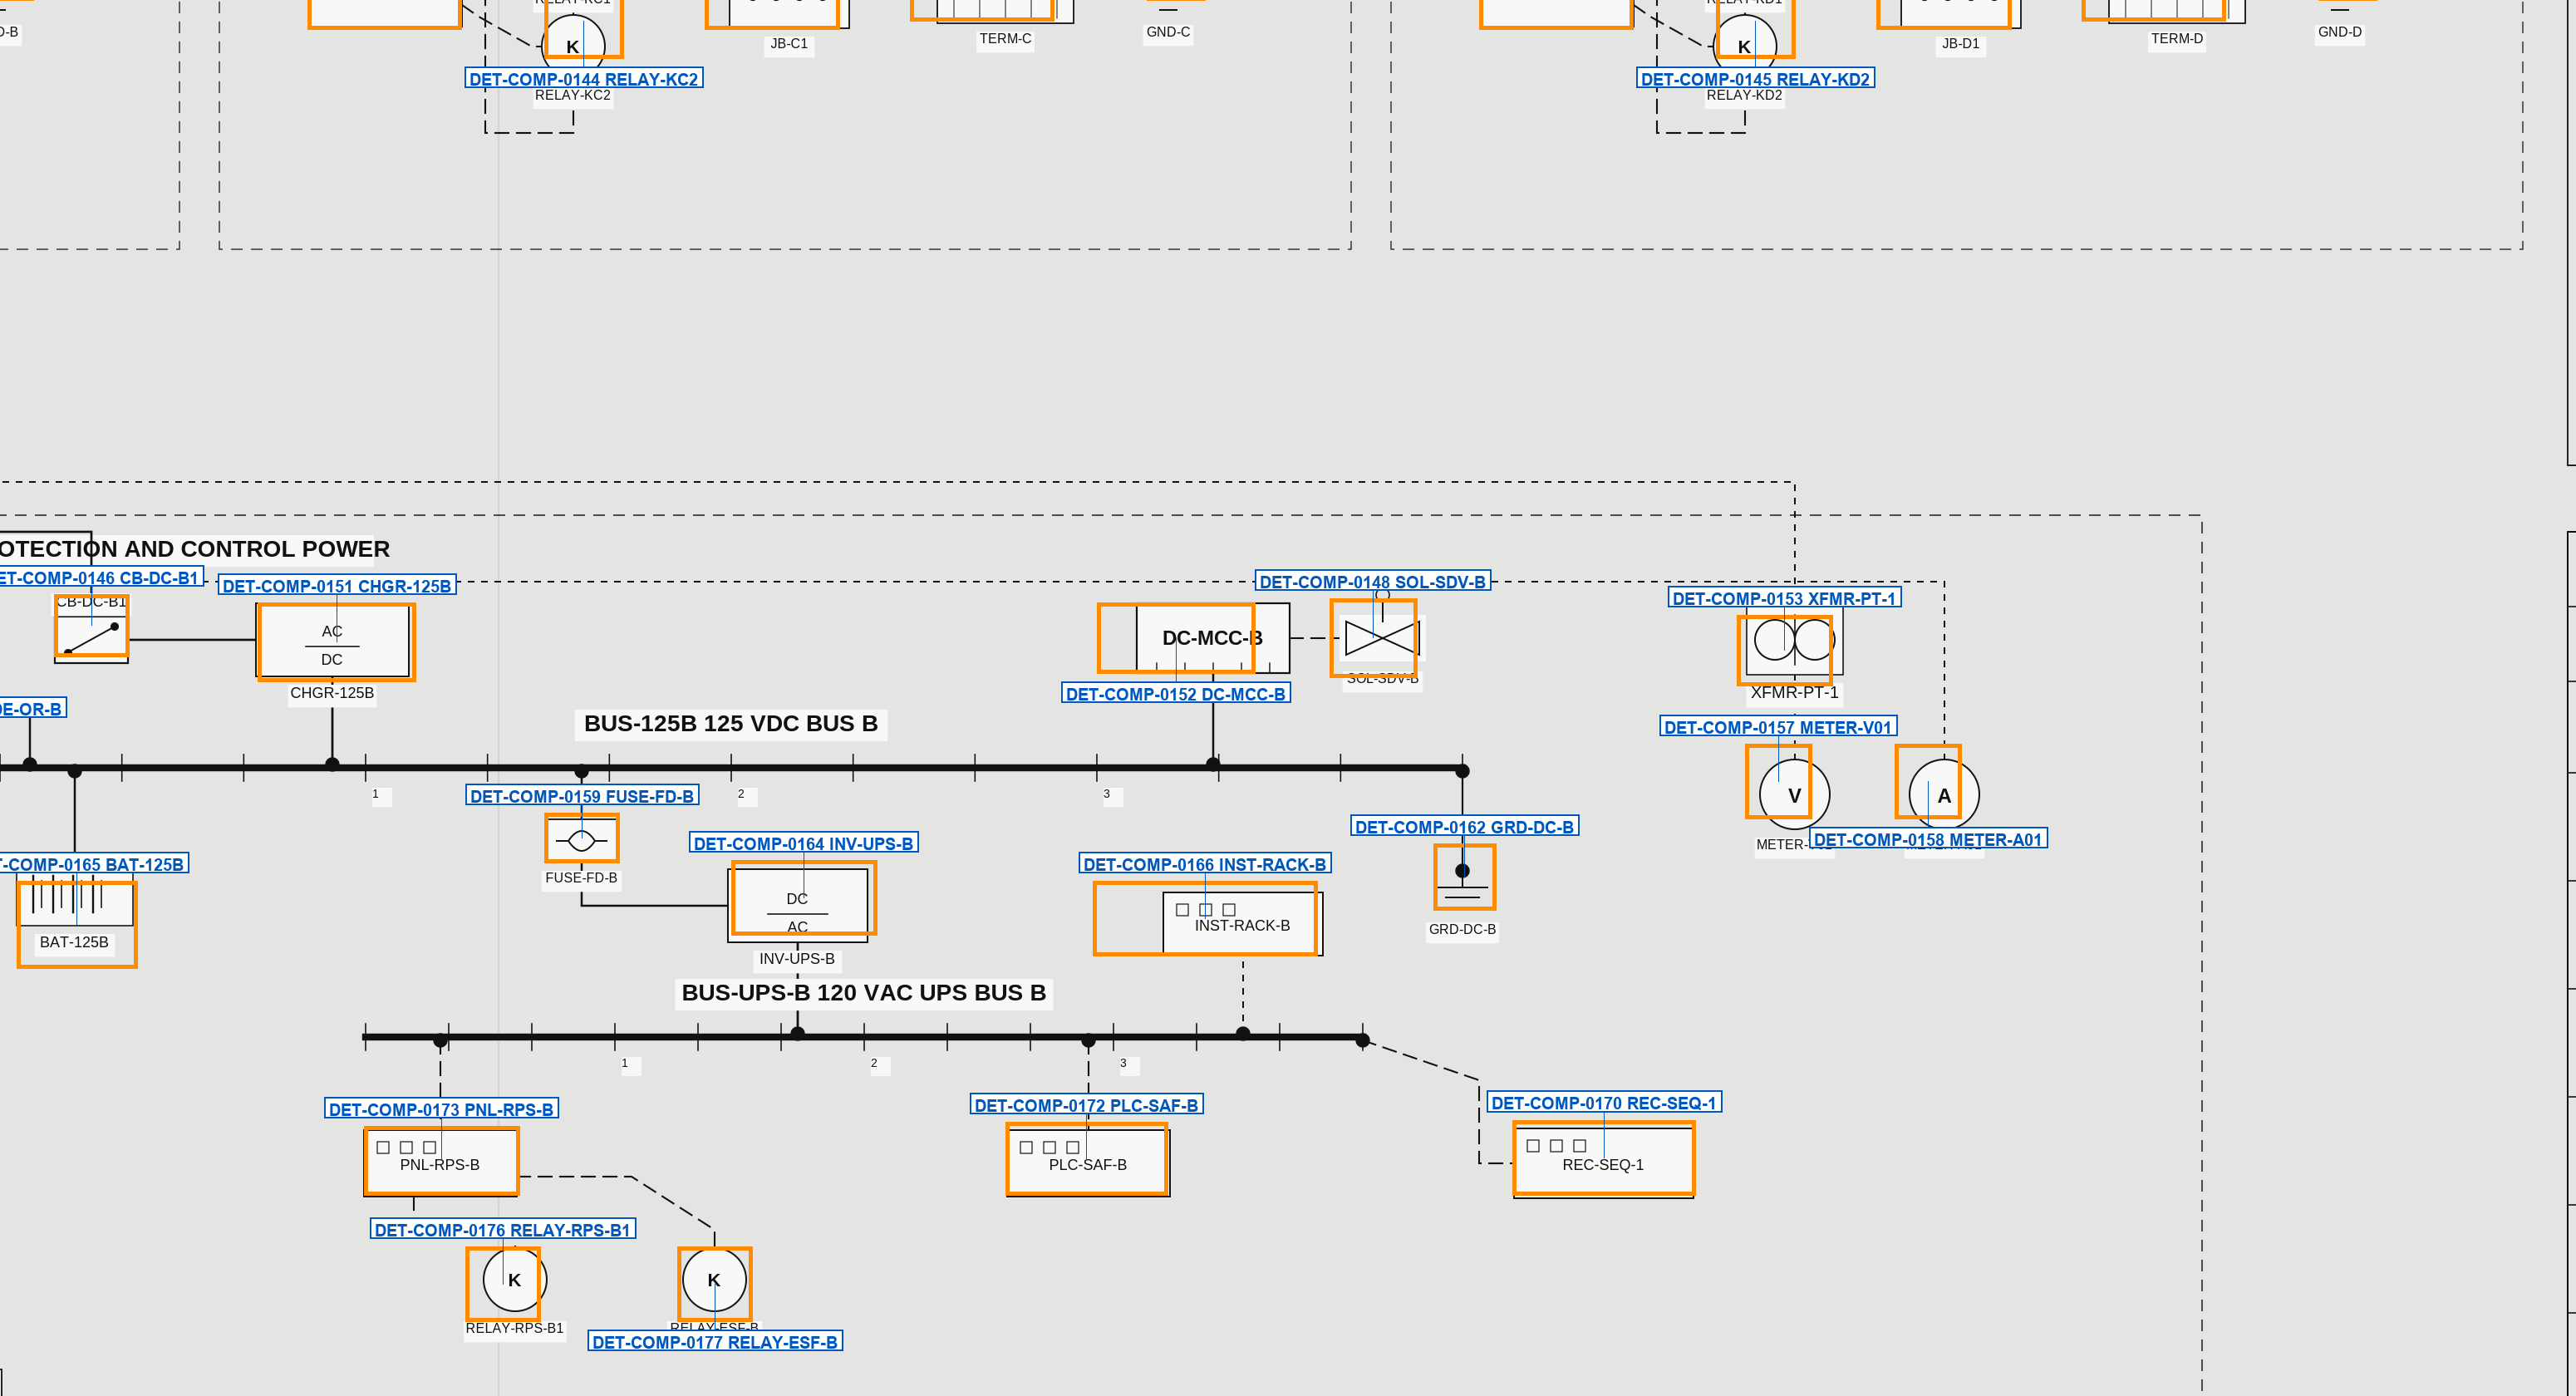 JB-C1
TERM-C
GND-C
JB-D1
TERM-D
GND-D
K
K
DET-COMP-0144 RELAY-KC2
RELAY-KC2
DET-COMP-0145 RELAY-KD2
RELAY-KD2
OTECTION AND CONTROL POWER
ET-COMP-0146 CB-DC-B1
CB-DC-B1
DET-COMP-0151 CHGR-125B
AC
DC
CHGR-125B
DET-COMP-0148 SOL-SDV-B
DC-MCC-B
SOL-SDV-B
DET-COMP-0152 DC-MCC-B
DET-COMP-0153 XFMR-PT-1
XFMR-PT-1
DE-OR-B
BUS-125B 125 VDC BUS B
DET-COMP-0157 METER-V01
1
2
3
V
A
DET-COMP-0159 FUSE-FD-B
FUSE-FD-B
DET-COMP-0164 INV-UPS-B
DET-COMP-0162 GRD-DC-B
METER-
DET-COMP-0158 METER-A01
T-COMP-0165 BAT-125B
BAT-125B
DC
AC
INV-UPS-B
DET-COMP-0166 INST-RACK-B
INST-RACK-B
GRD-DC-B
BUS-UPS-B 120 VAC UPS BUS B
1
2
3
DET-COMP-0173 PNL-RPS-B
PNL-RPS-B
DET-COMP-0172 PLC-SAF-B
PLC-SAF-B
DET-COMP-0170 REC-SEQ-1
REC-SEQ-1
DET-COMP-0176 RELAY-RPS-B1
K
RELAY-RPS-B1
K
RELAY-ESF-B
DET-COMP-0177 RELAY-ESF-B